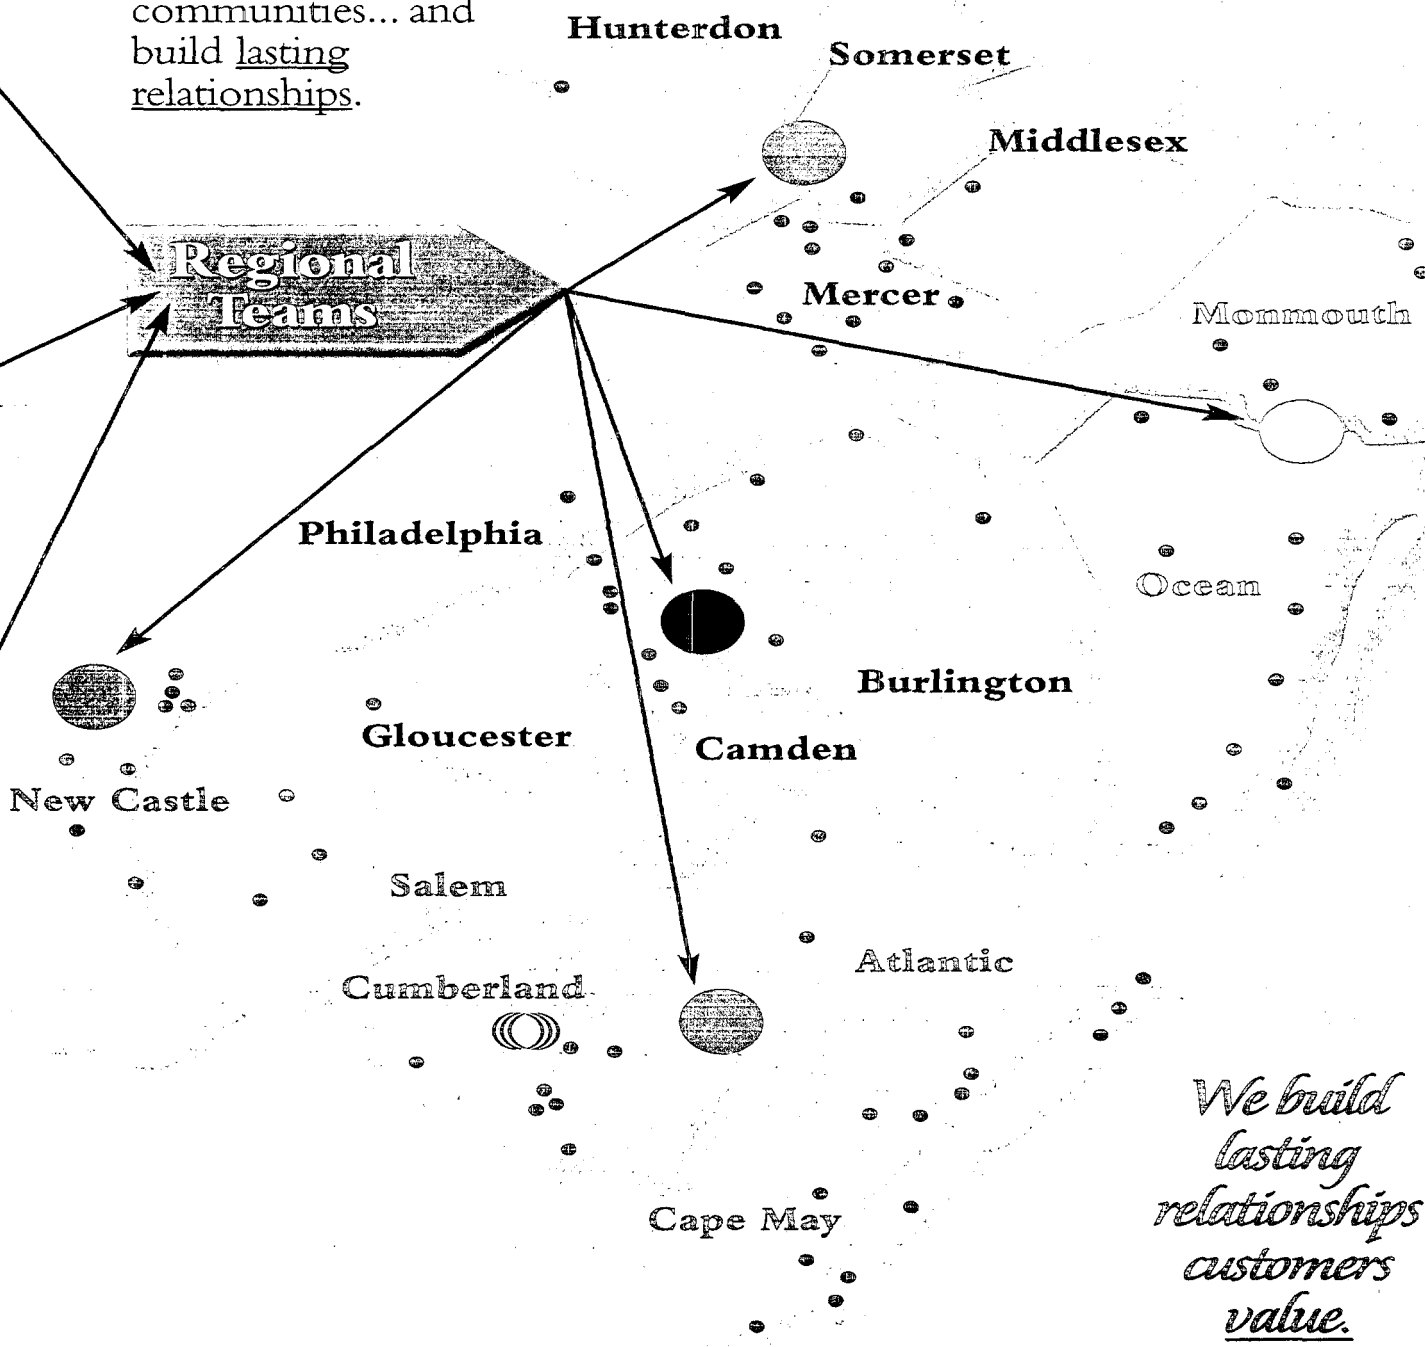 communities... and
build lasting
relationships.
Hunterdon
Somerset
Middlesex
Regional
Teams
Mercer
Monmouth
Philadelphia
Ocean
Burlington
Gloucester
Camden
New Castle
Salem
Atlantic
Cumberland
Cape May
We build
lasting
relationships
customers
value.